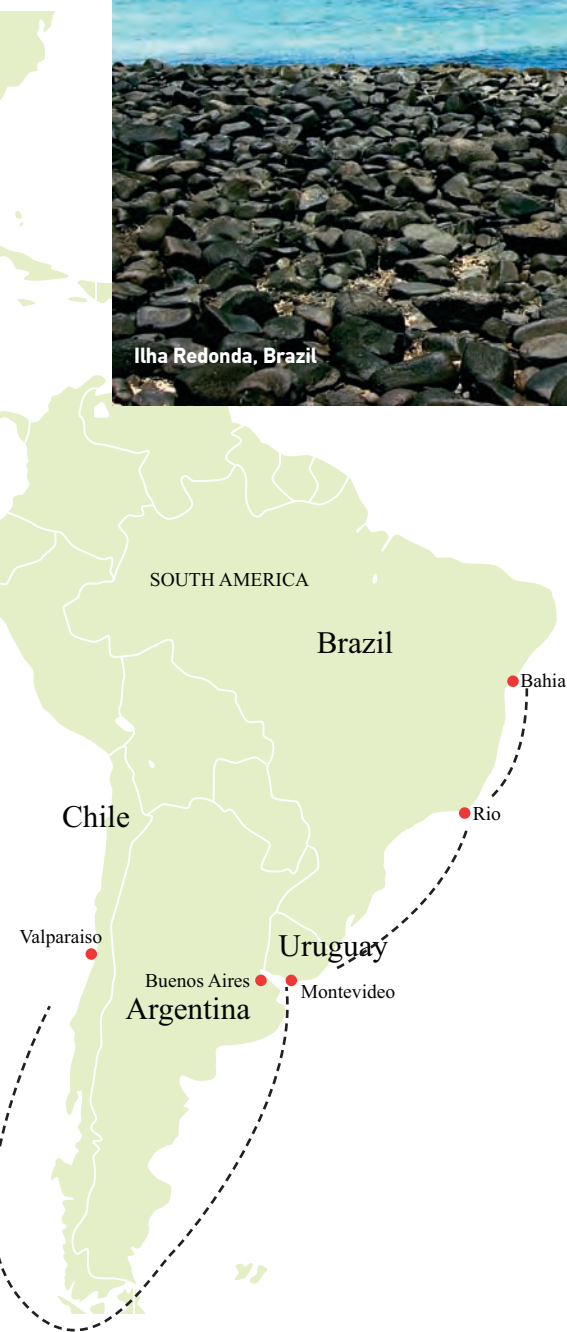 Ilha Redonda, Brazil
SOUTH AMERICA
Brazil
Bahia
Chile
Rio
Valparaiso
Uruguay
Buenos Aires
Montevideo
Argentina